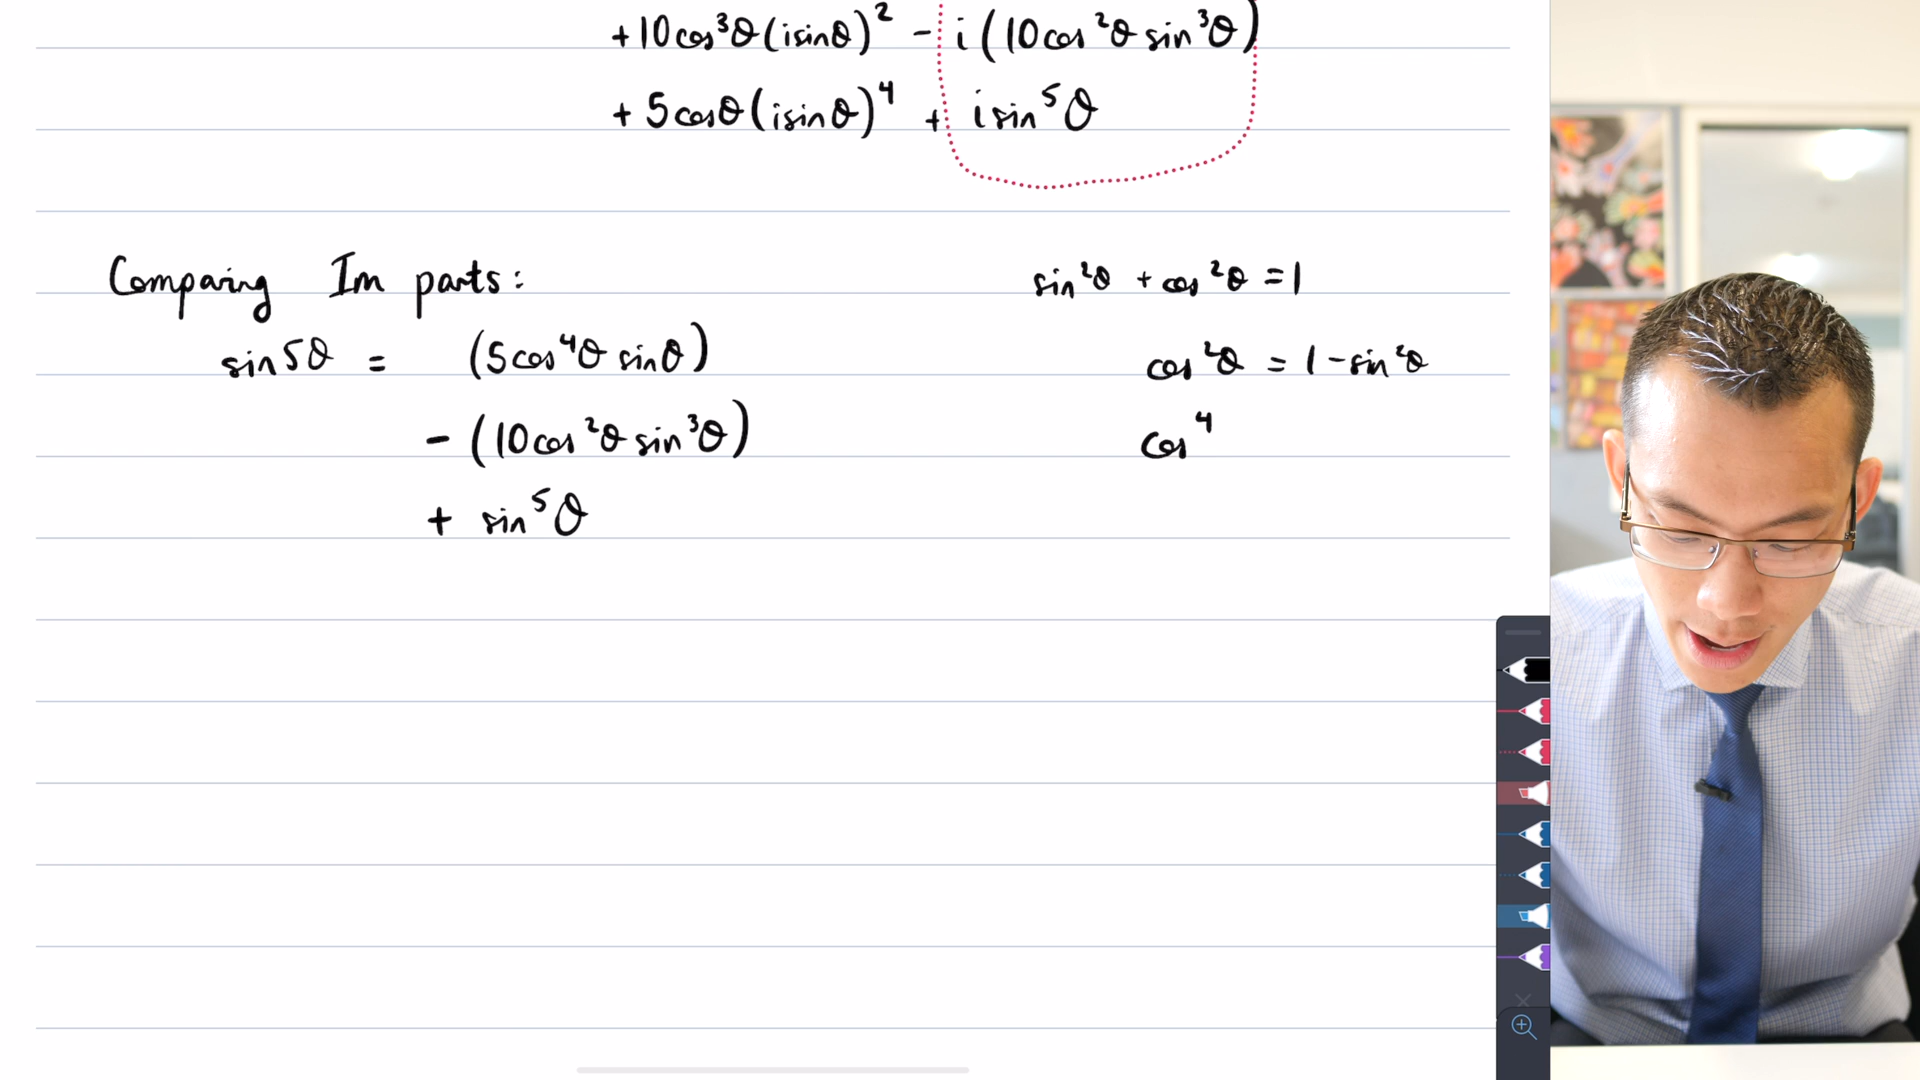 +10cos³θ(isinθ)² - i(10cos²θ sin³θ)
+ 5cosθ(isinθ)⁴ + isin⁵θ
Comparing Im parts:
sin²θ + cos²θ = 1
sin5θ = (5cos⁴θ sinθ)
cos²θ = 1 - sin²θ
- (10cos²θ sin³θ)
cos⁴
+ sin⁵θ